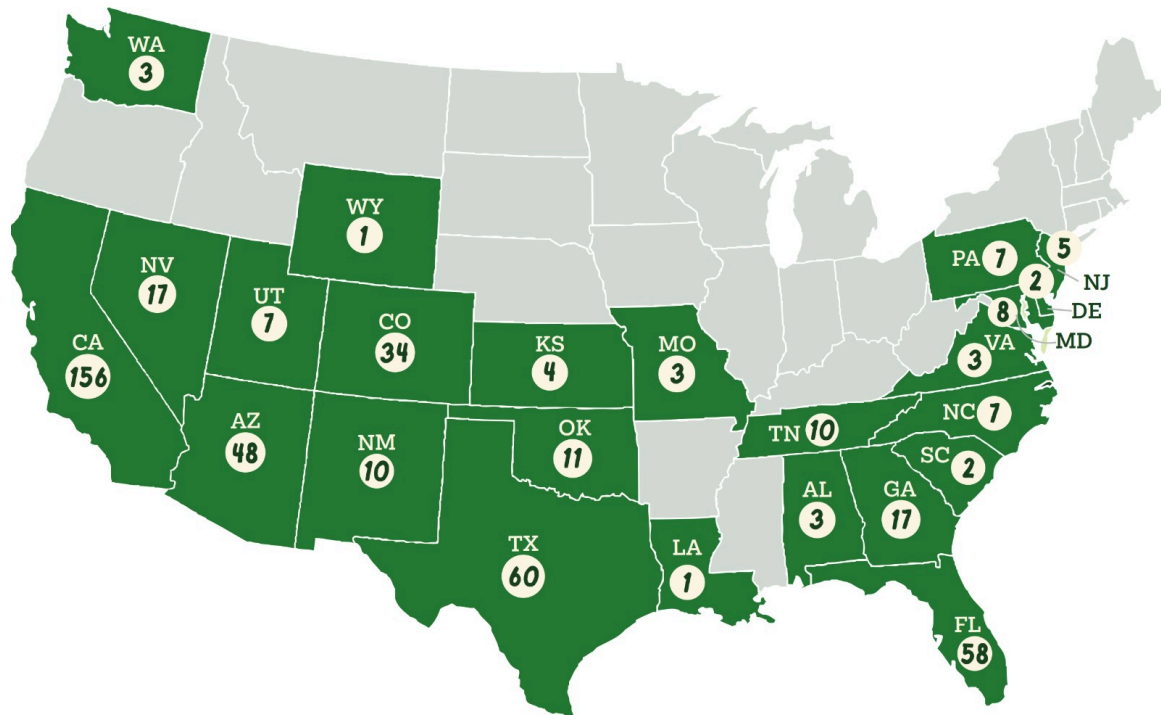 WA
3
WY
1
NV
17
UT
7
CO
34
CA
156
KS
4
MO
3
PA 7
5
NJ
2
DE
8
MD
VA
3
AZ
48
NM
10
OK
11
TN 10
NC 7
SC
2
AL
3
GA
17
TX
60
LA
1
FL
58